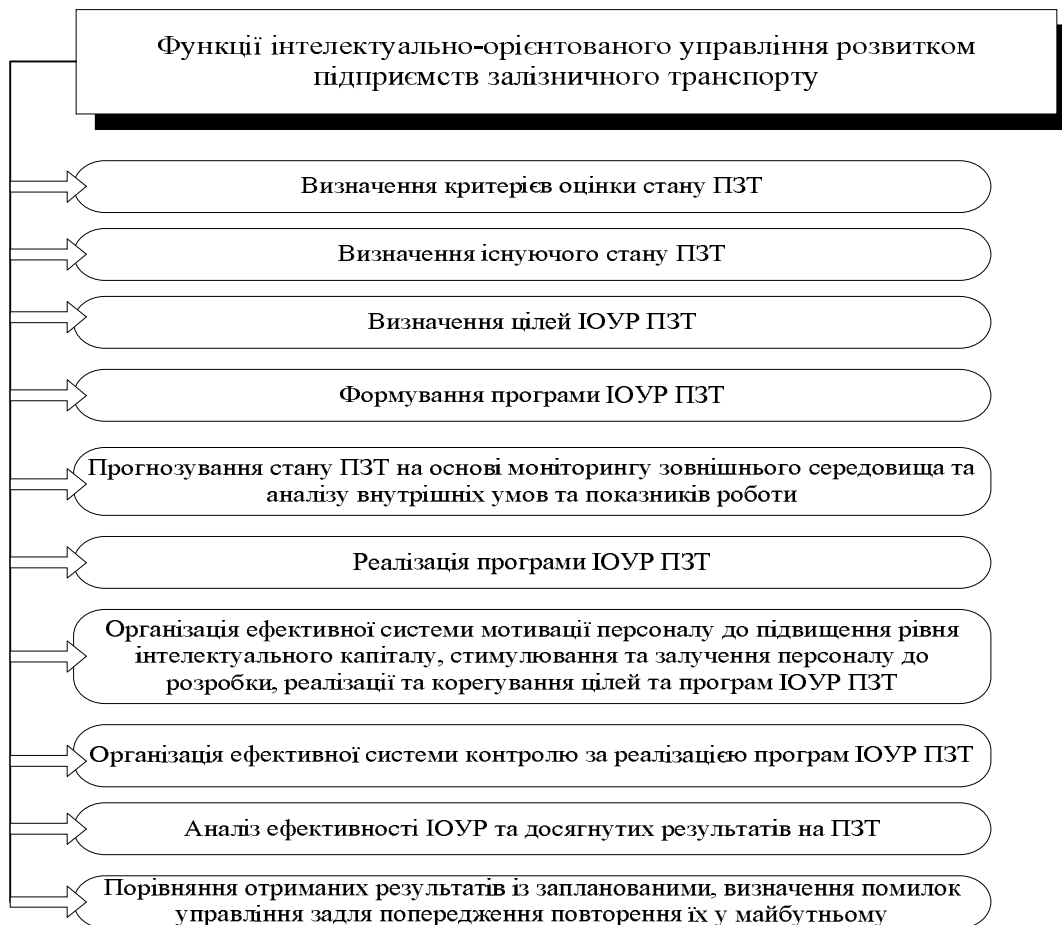 Функції інтелектуально-орієнтованого управління розвитком
підприємств залізничного транспорту
Визначення критеріїв оцінки стану ПЗТ
Визначення існуючого стану ПЗТ
Визначення цілей ІОУР ПЗТ
Формування програми ІОУР ПЗТ
Прогнозування стану ПЗТ на основі моніторингу зовнішнього середовища та
аналізу внутрішніх умов та показників роботи
Реалізація програми ІОУР ПЗТ
Організація ефективної системи мотивації персоналу до підвищення рівня
інтелектуального капіталу, стимулювання та залучення персоналу до
розробки, реалізації та корегування цілей та програм ІОУР ПЗТ
Організація ефективної системи контролю за реалізацією програм ІОУР ПЗТ
Аналіз ефективності ІОУР та досягнутих результатів на ПЗТ
Порівняння отриманих результатів із запланованими, визначення помилок
управління задля попередження повторення їх у майбутньому